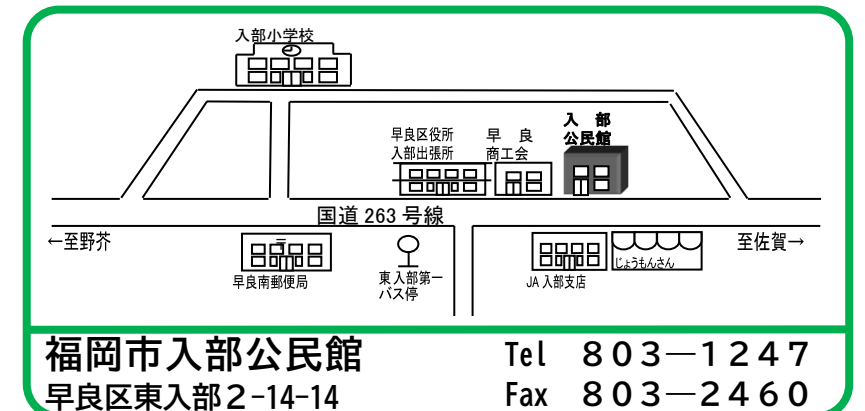 入部小学校
早良区役所
入部出張所
早 良
商工会
入 部
公民館
国道 263 号線
←至野芥
至佐賀→
〒
早良南郵便局
東入部第一
バス停
JA 入部支店
じょうもんさん
福岡市入部公民館
早良区東入部２-14-14
Tel ８０３―１２４７
Fax ８０３―２４６０